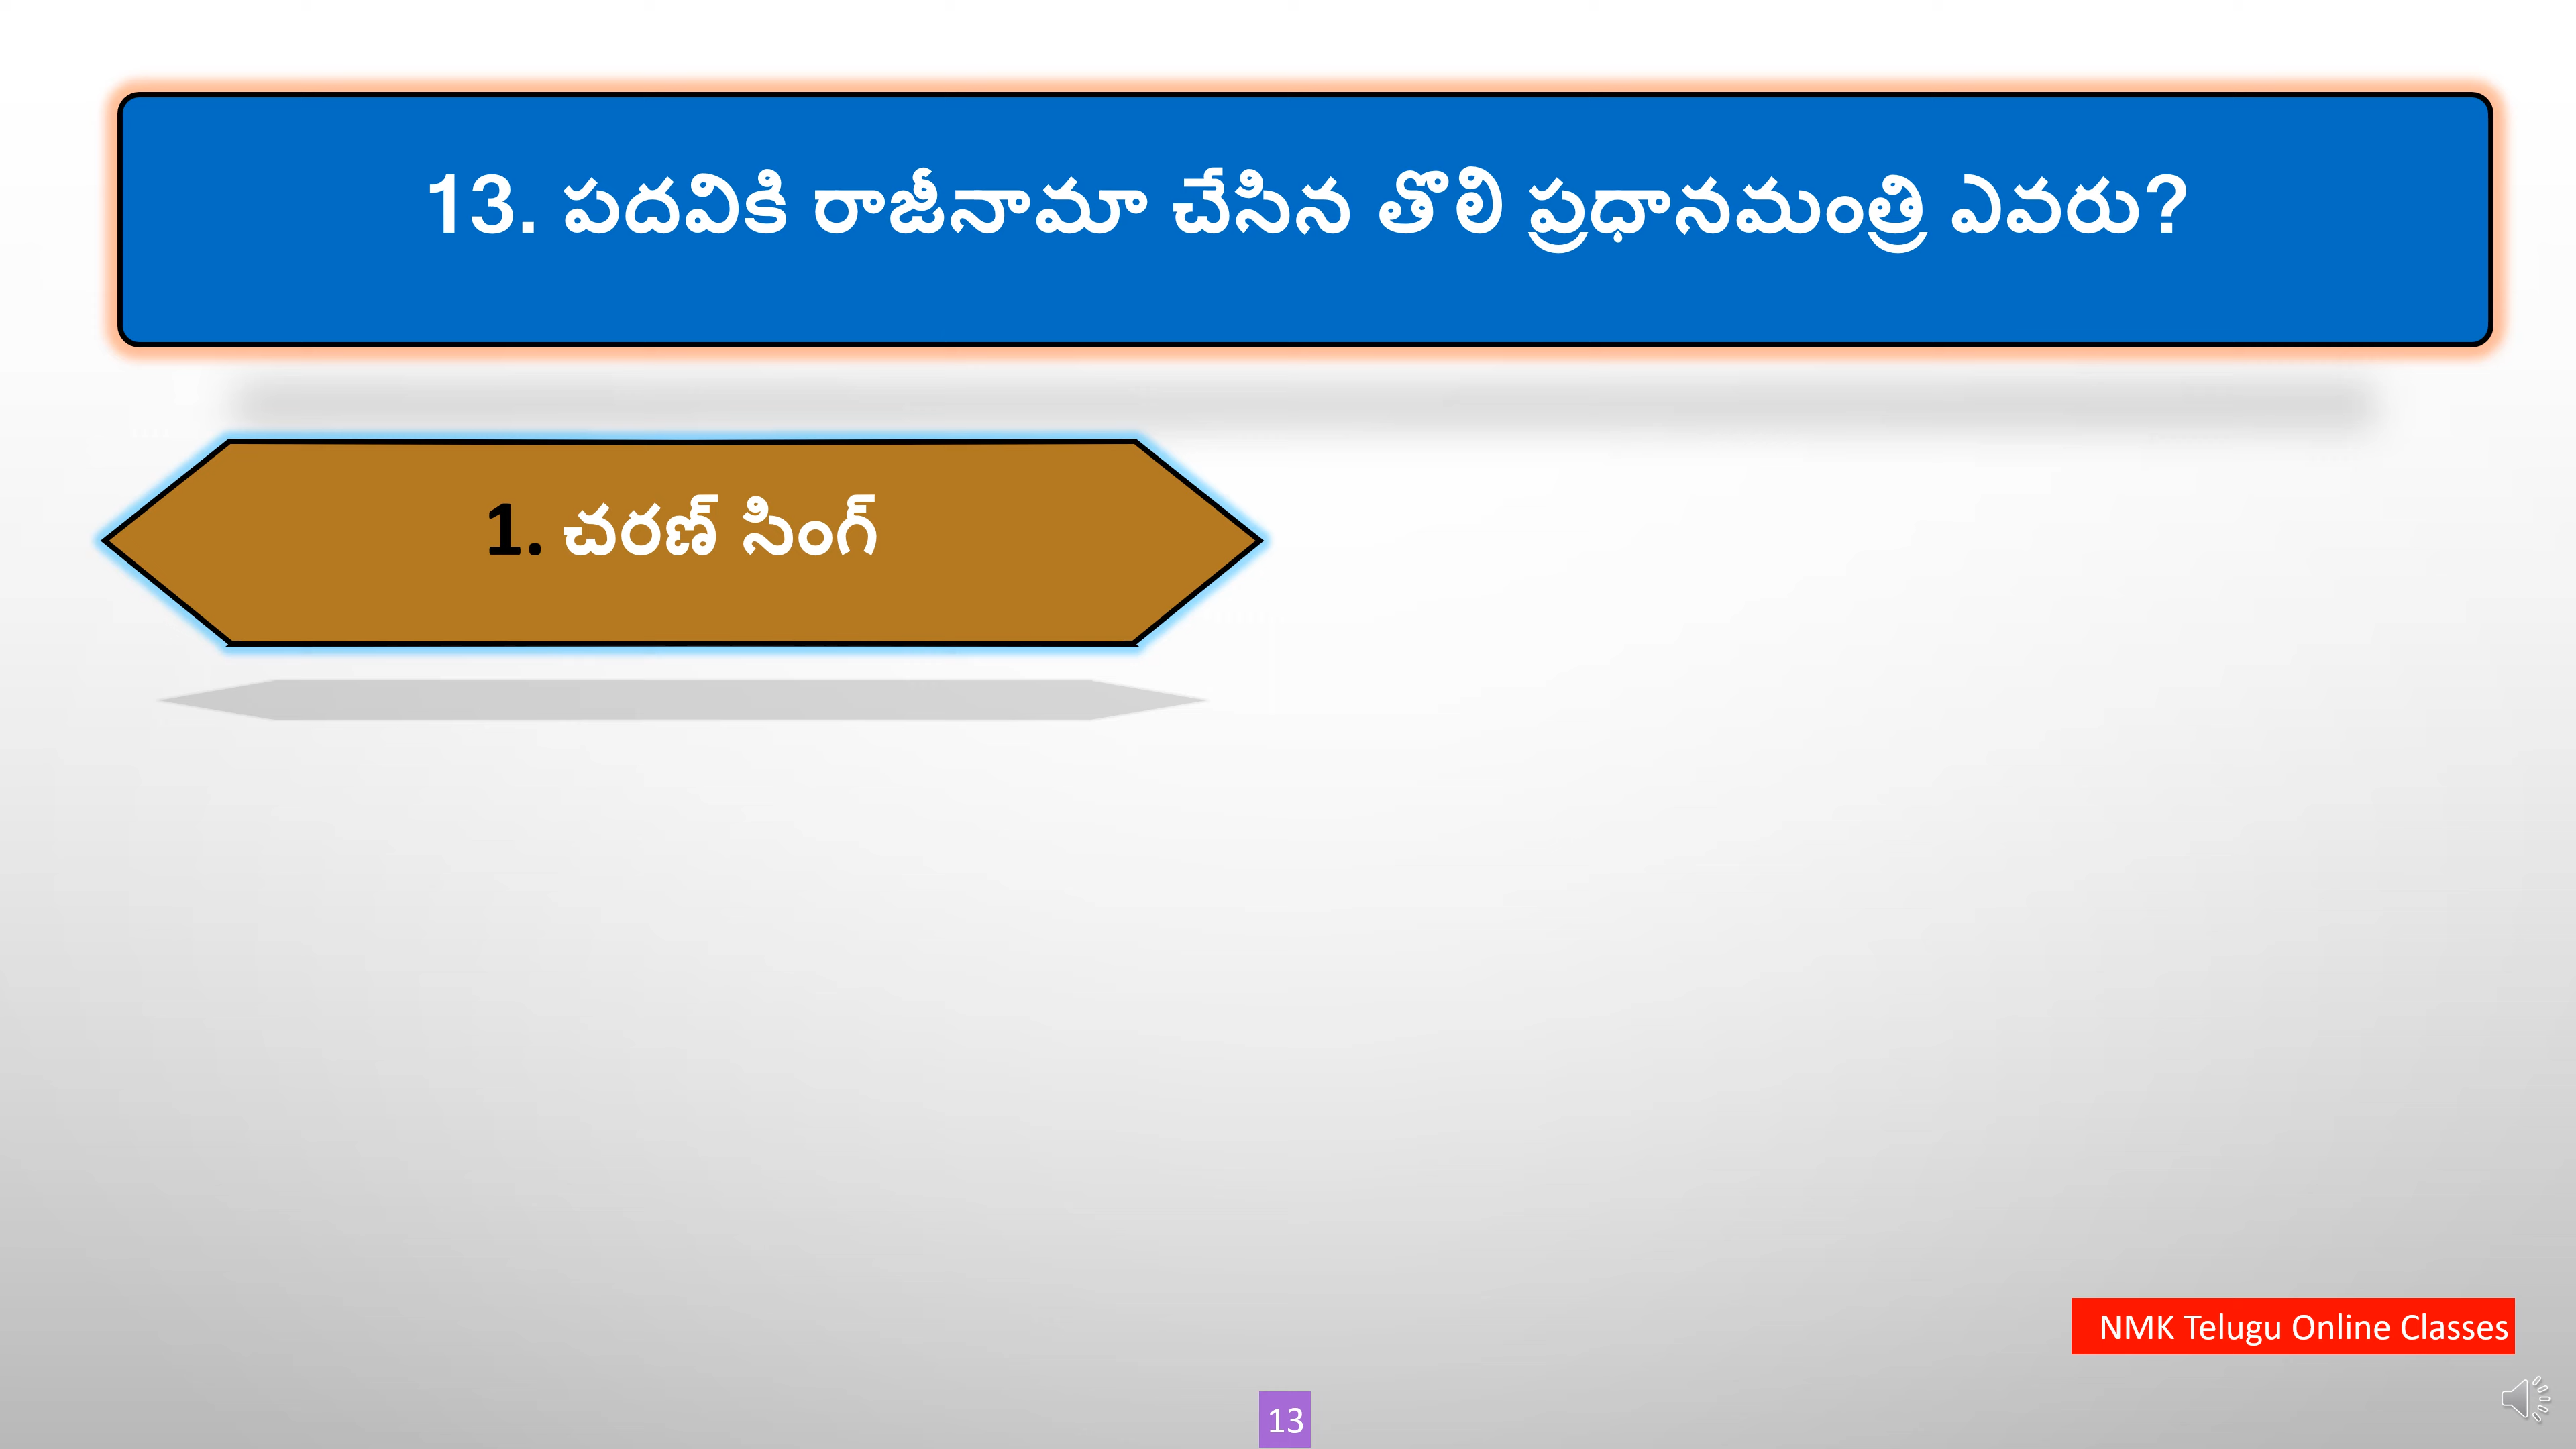 13. పదవికి రాజీనామా చేసిన తొలి ప్రధానమంత్రి ఎవరు?
1. చరణ్ సింగ్
NMK Telugu Online Classes
13